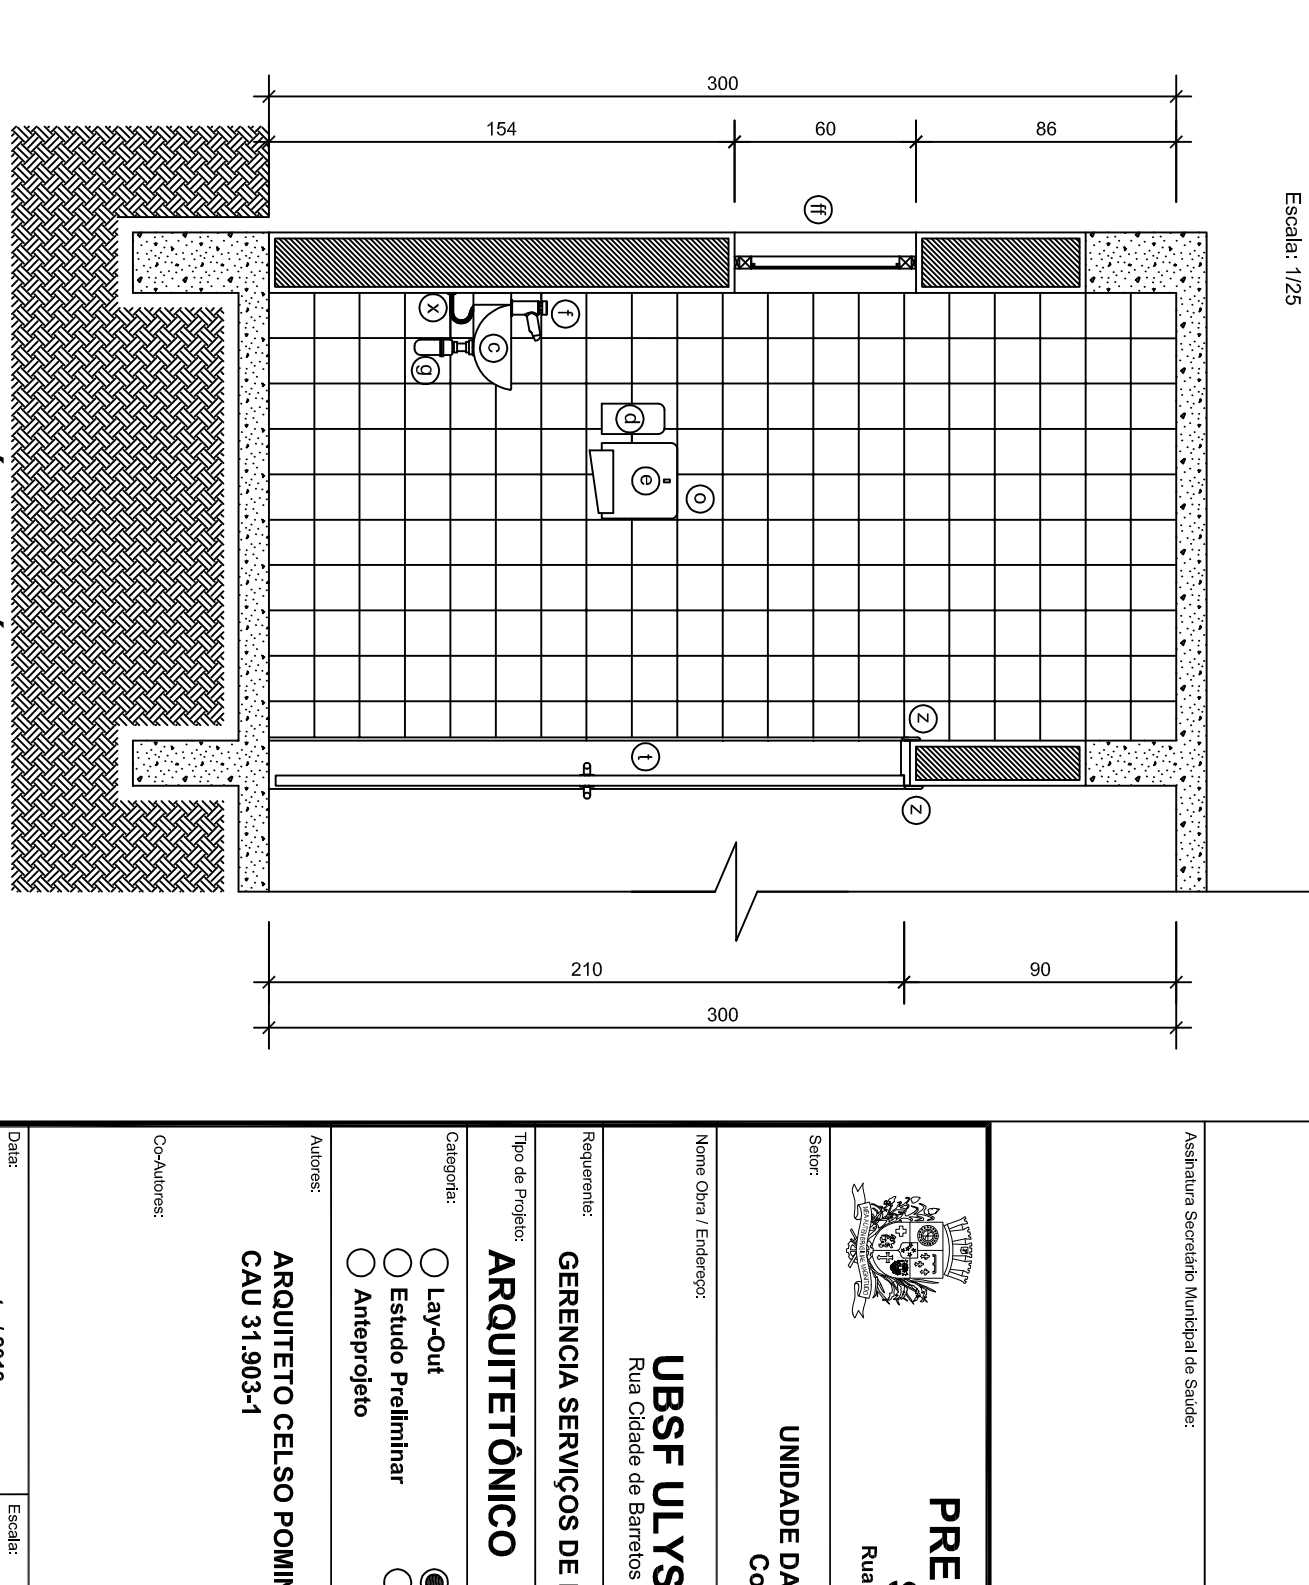 Escala: 1/25
300
154
60
86
ff
x
f
c
g
d
e
o
z
t
z
210
90
300
Assinatura Secretário Municipal de Saúde:
PRE
Rua
Setor:
UNIDADE DA
Co
Nome Obra / Endereço:
UBSF ULYS
Rua Cidade de Barretos
Requerente:
GERENCIA SERVIÇOS DE
Tipo de Projeto:
ARQUITETÔNICO
Categoria:
Lay-Out
Estudo Preliminar
Anteprojeto
Autores:
ARQUITETO CELSO POMIN
CAU 31.903-1
Co-Autores:
Data:
Escala: